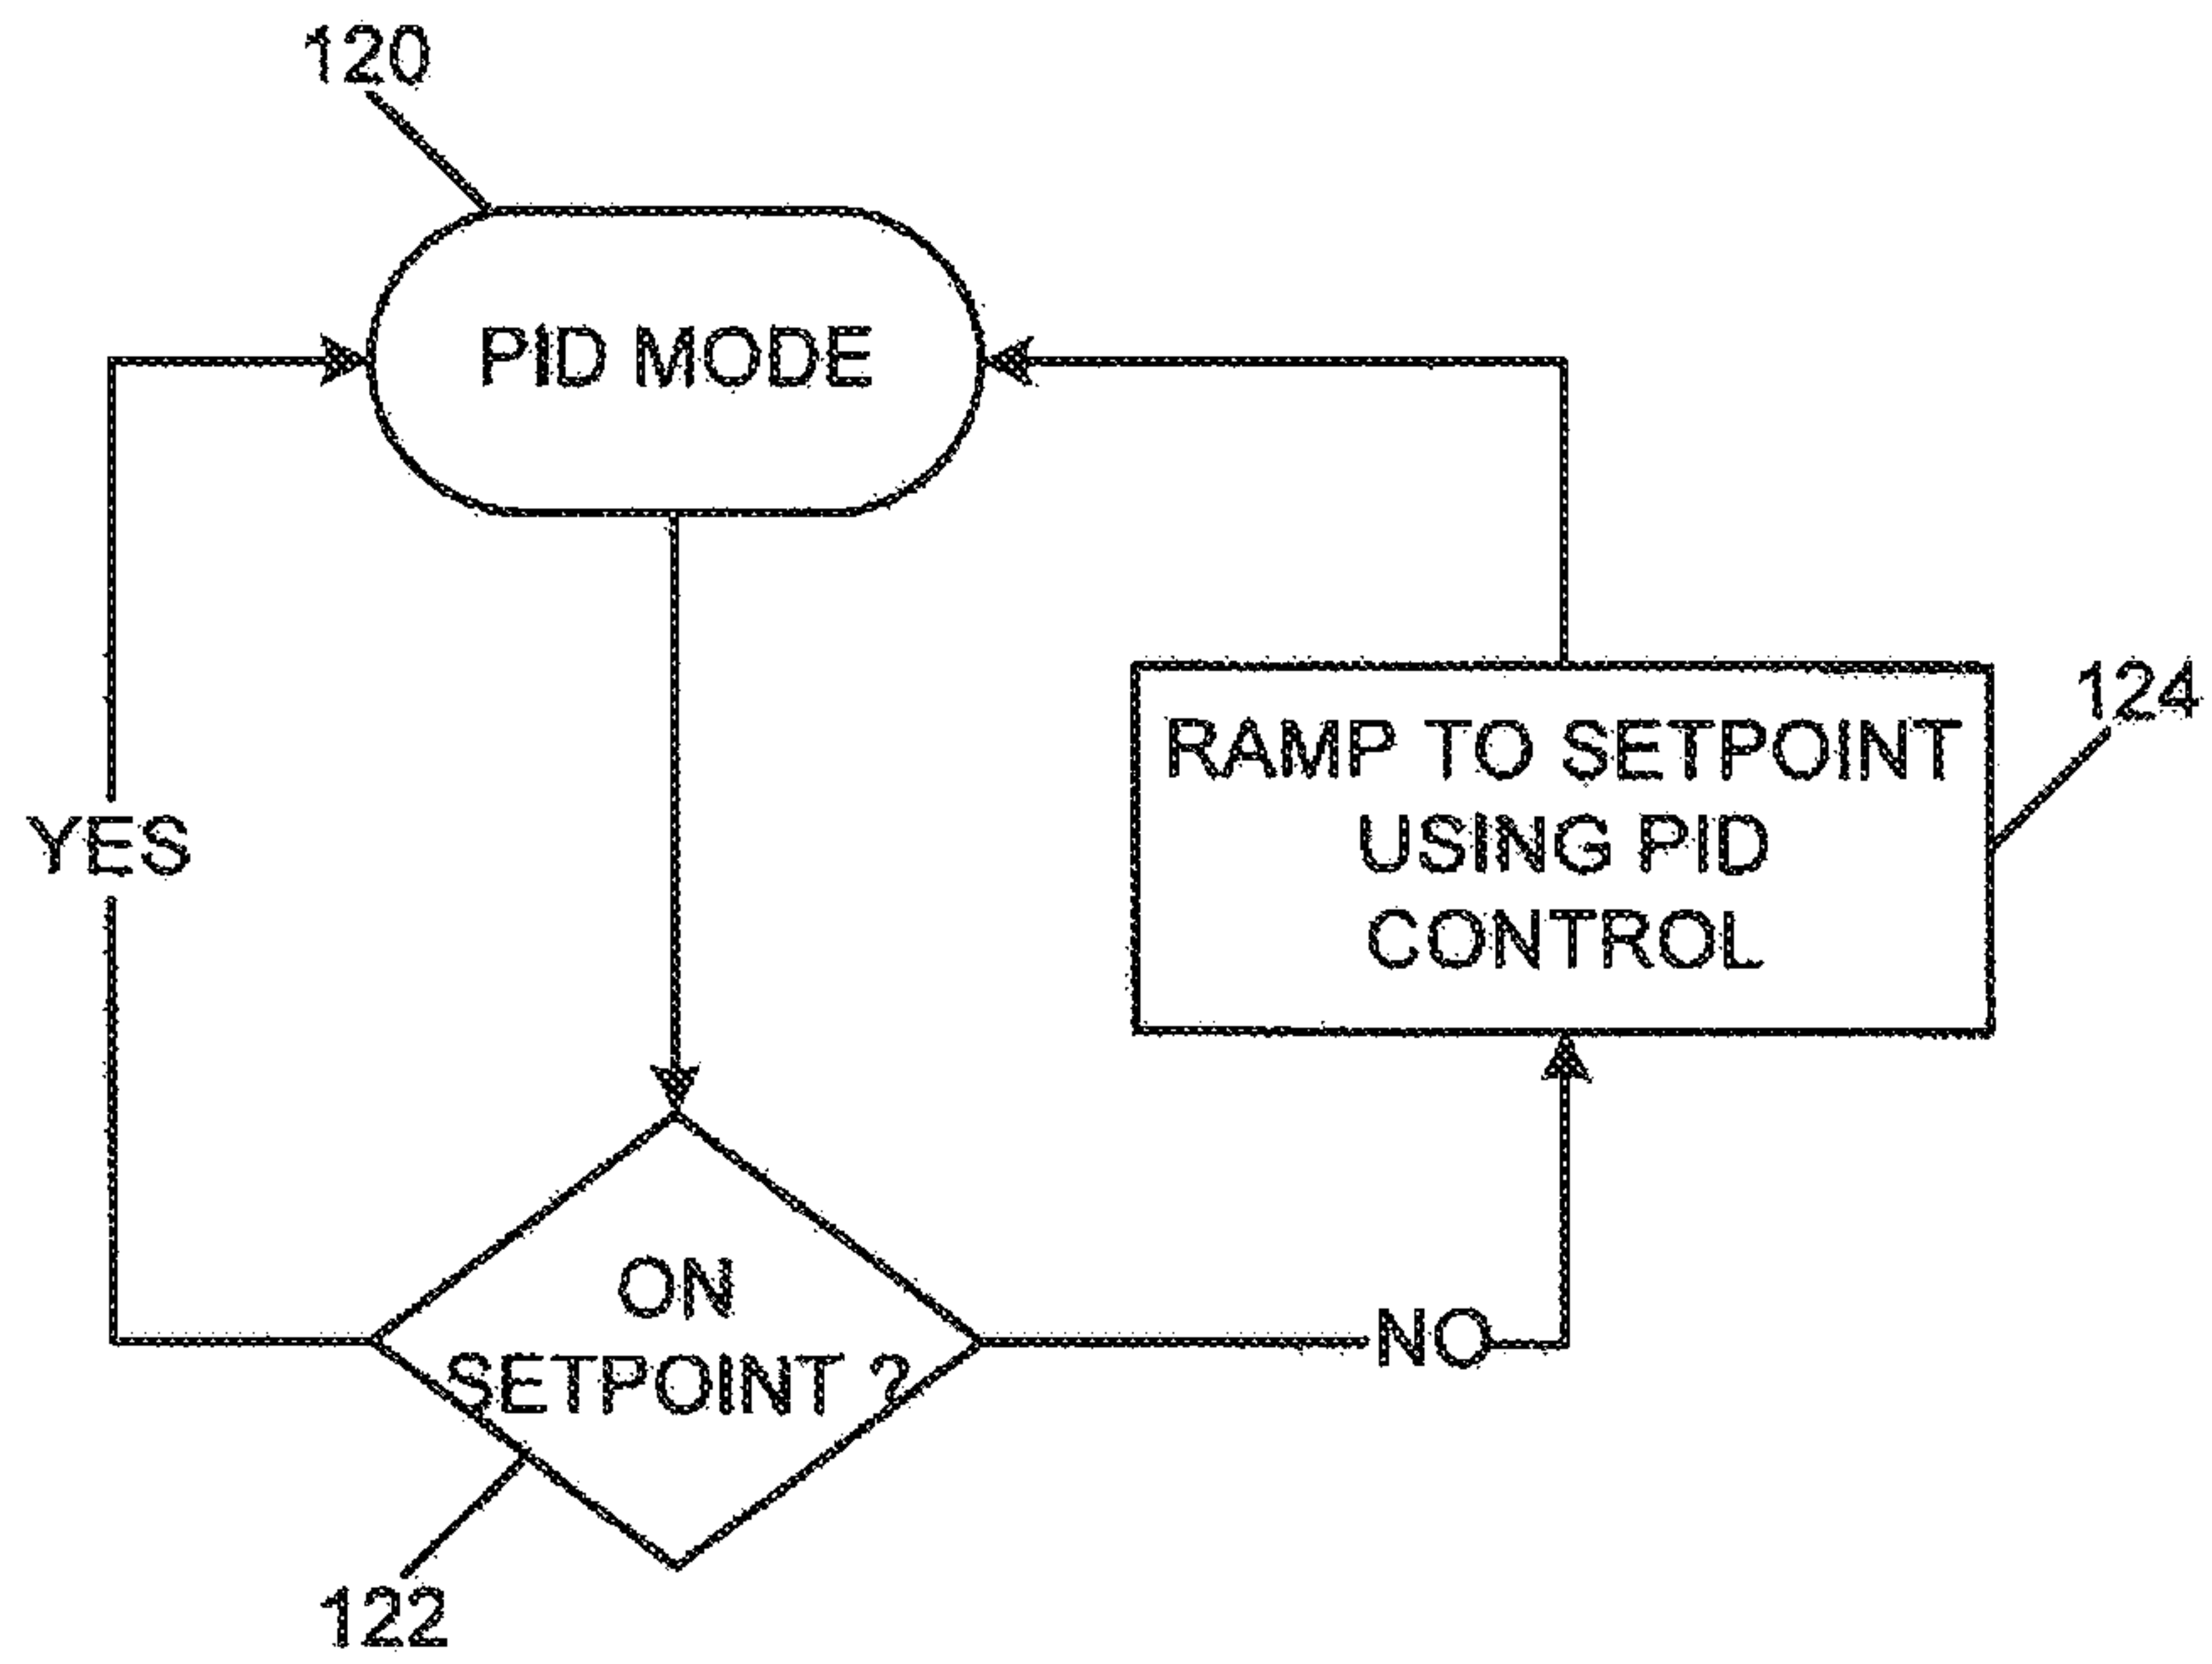 120
PID MODE
RAMP TO SETPOINT
USING PID
CONTROL
124
YES
ON
SETPOINT ?
NO
122